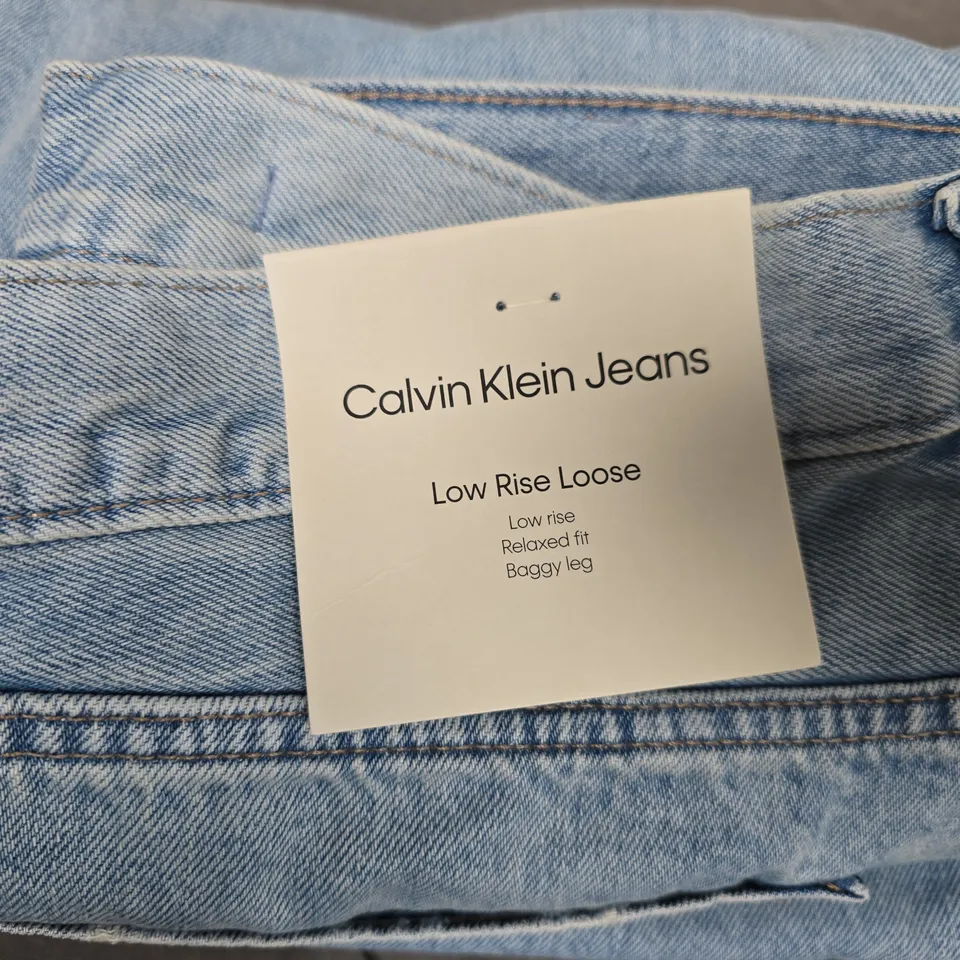 Calvin Klein Jeans
Low Rise Loose
Low rise
Relaxed fit
Baggy leg